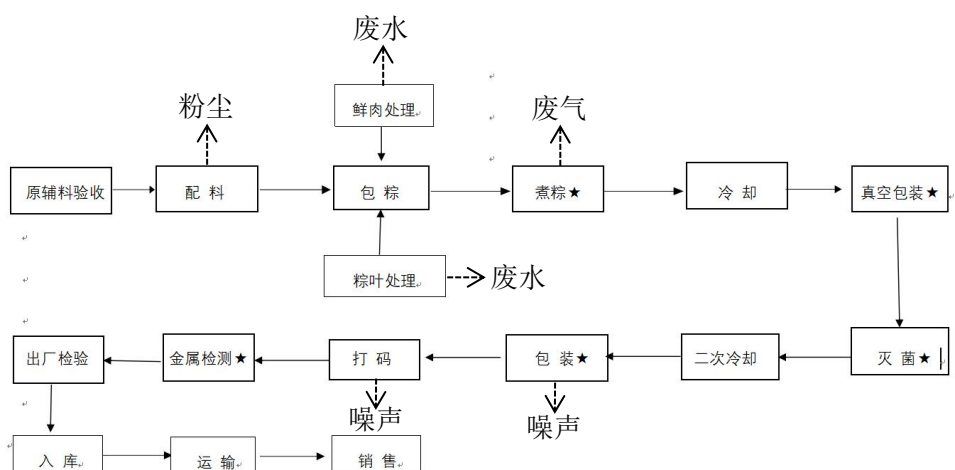 废水
粉尘
鲜肉处理
废气
原辅料验收
配 料
包 粽
煮粽★
冷 却
真空包装★
粽叶处理
废水
出厂检验
金属检测★
打 码
包 装★
二次冷却
灭 菌★
噪声
噪声
入 库
运 输
销 售